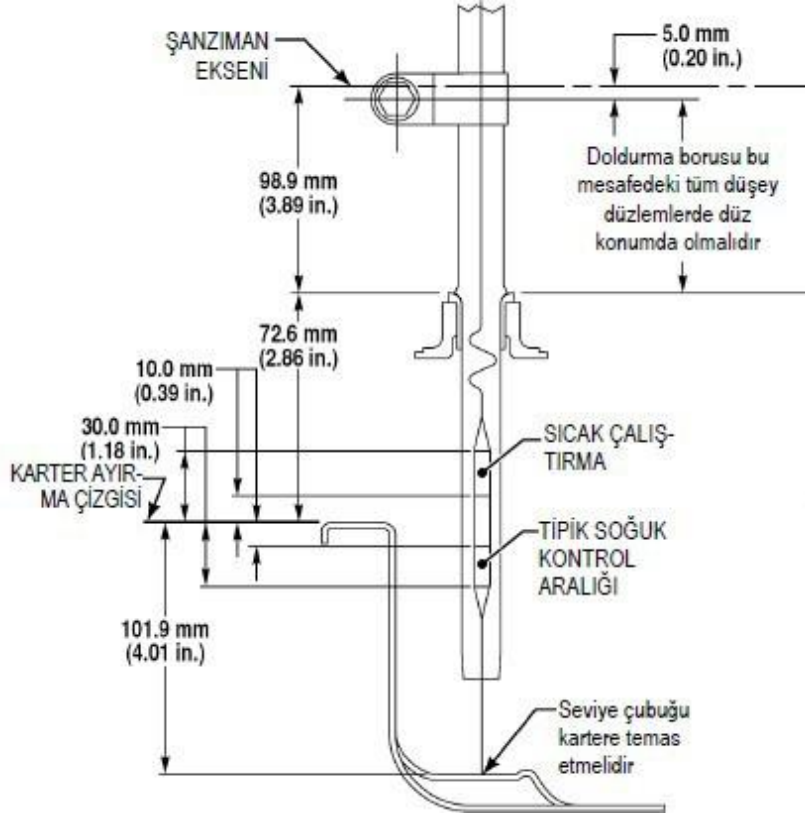 ŞANZIMAN
EKSENİ
5.0 mm
(0.20 in.)
98.9 mm
(3.89 in.)
Doldurma borusu bu
mesafedeki tüm düşey
düzlemlerde düz
konumda olmalıdır
72.6 mm
(2.86 in.)
10.0 mm
(0.39 in.)
30.0 mm
(1.18 in.)
KARTER AYIR-
MA ÇİZGİSİ
SICAK ÇALIŞ-
TIRMA
TİPİK SOĞUK
KONTROL
ARALIĞI
101.9 mm
(4.01 in.)
Seviye çubuğu
kartere temas
etmelidir